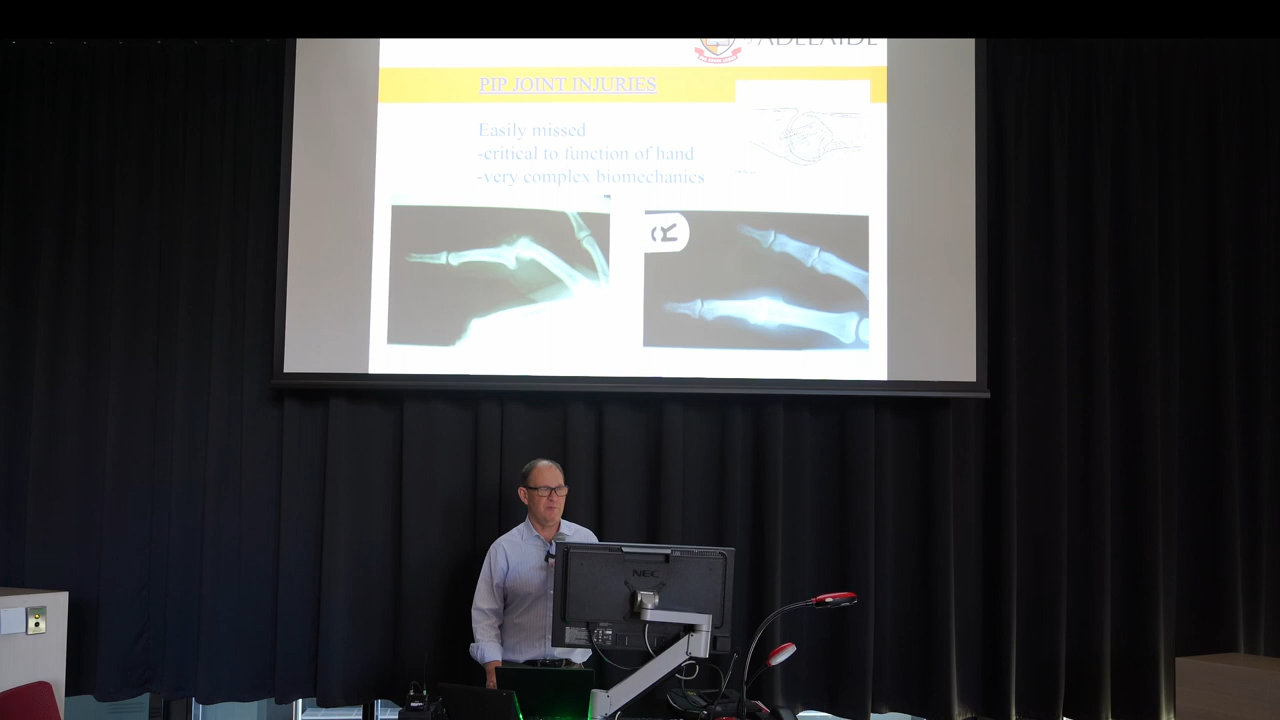 ADELAIDE
PIP JOINT INJURIES
Easily missed
-critical to function of hand
-very complex biomechanics
R
NEC